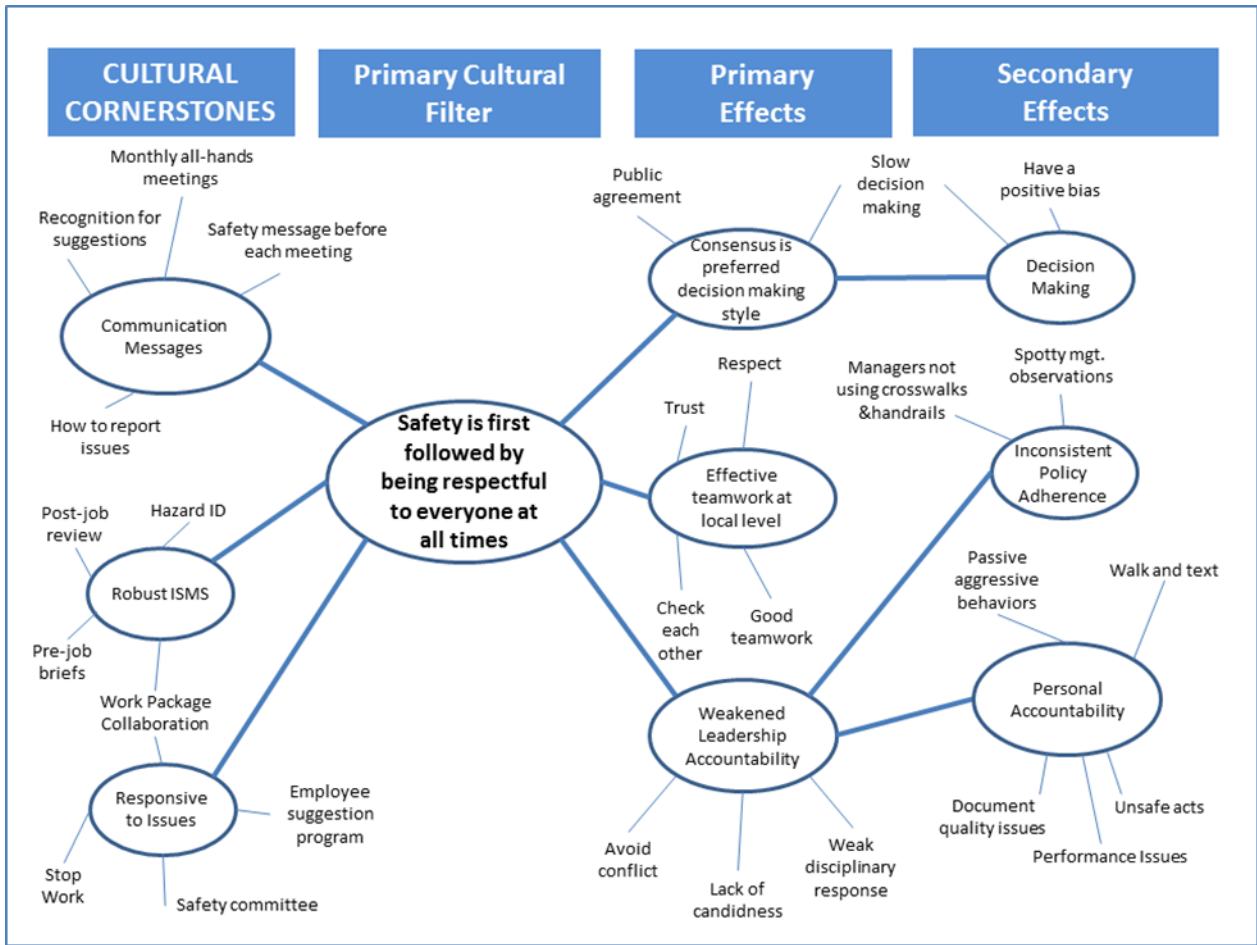 CULTURAL
CORNERSTONES
Primary Cultural
Filter
Primary
Effects
Secondary
Effects
Monthly all-hands
meetings
Recognition for
suggestions
Safety message before
each meeting
Communication
Messages
How to report
issues
Post-job
review
Hazard ID
Robust ISMS
Pre-job
briefs
Work Package
Collaboration
Responsive
to Issues
Employee
suggestion
program
Stop
Work
Safety committee
Safety is first
followed by
being respectful
to everyone at
all times
Public
agreement
Slow
decision
making
Consensus is
preferred
decision making
style
Respect
Trust
Effective
teamwork at
local level
Check
each
other
Good
teamwork
Weakened
Leadership
Accountability
Avoid
conflict
Lack of
candidness
Weak
disciplinary
response
Have a
positive bias
Decision
Making
Spotty mgt.
observations
Managers not
using crosswalks
&handrails
Inconsistent
Policy
Adherence
Passive
aggressive
behaviors
Walk and text
Personal
Accountability
Document
quality issues
Unsafe acts
Performance Issues